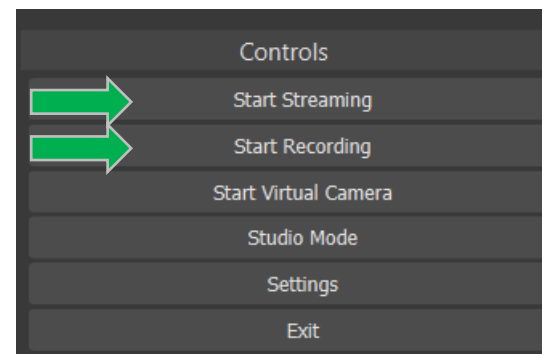 Controls
Start Streaming
Start Recording
Start Virtual Camera
Studio Mode
Settings
Exit